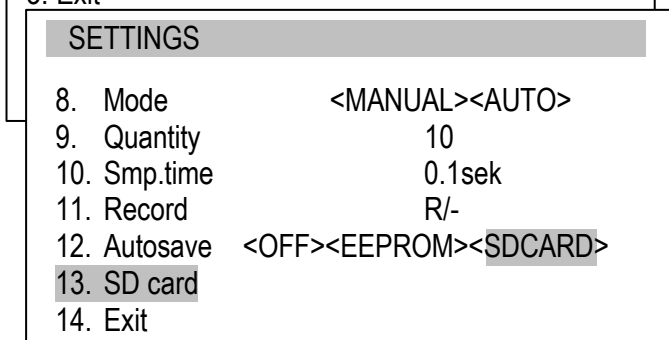 Exit
SETTINGS
8. Mode <MANUAL><AUTO>
9. Quantity 10
10. Smp.time 0.1sek
11. Record R/-
12. Autosave <OFF><EEPROM><SDCARD>
13. SD card
14. Exit